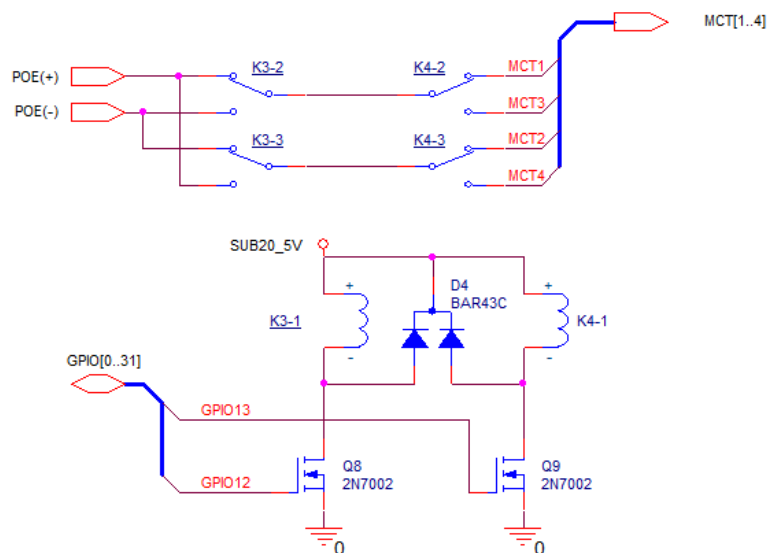 MCT[1..4]
K3-2
K4-2
POE(+)
MCT1
POE(-)
MCT3
K3-3
K4-3
MCT2
MCT4
SUB20_5V
+
D4
BAR43C
+
K3-1
K4-1
-
-
GPIO[0..31]
GPIO13
Q8
2N7002
Q9
2N7002
GPIO12
0
0